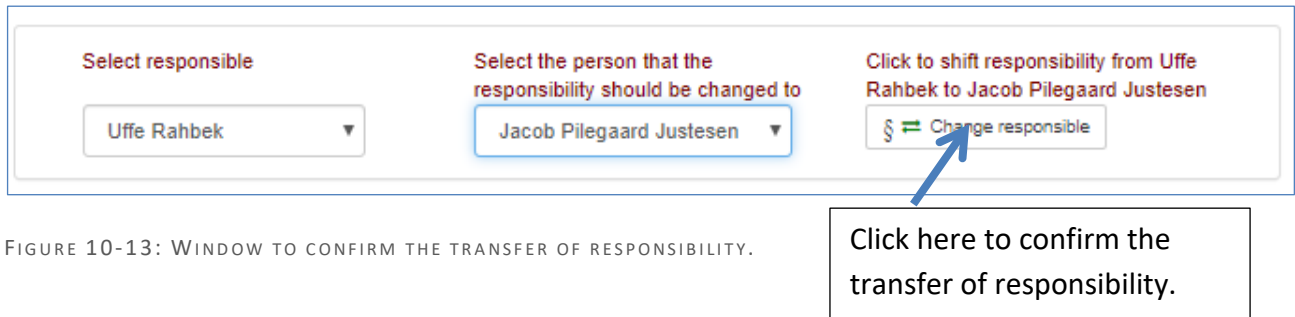 Select responsible
Uffe Rahbek
Select the person that the
responsibility should be changed to
Jacob Pilegaard Justesen
Click to shift responsibility from Uffe
Rahbek to Jacob Pilegaard Justesen
§ Change responsible
FIGURE 10-13: WINDOW TO CONFIRM THE TRANSFER OF RESPONSIBILITY.
Click here to confirm the
transfer of responsibility.